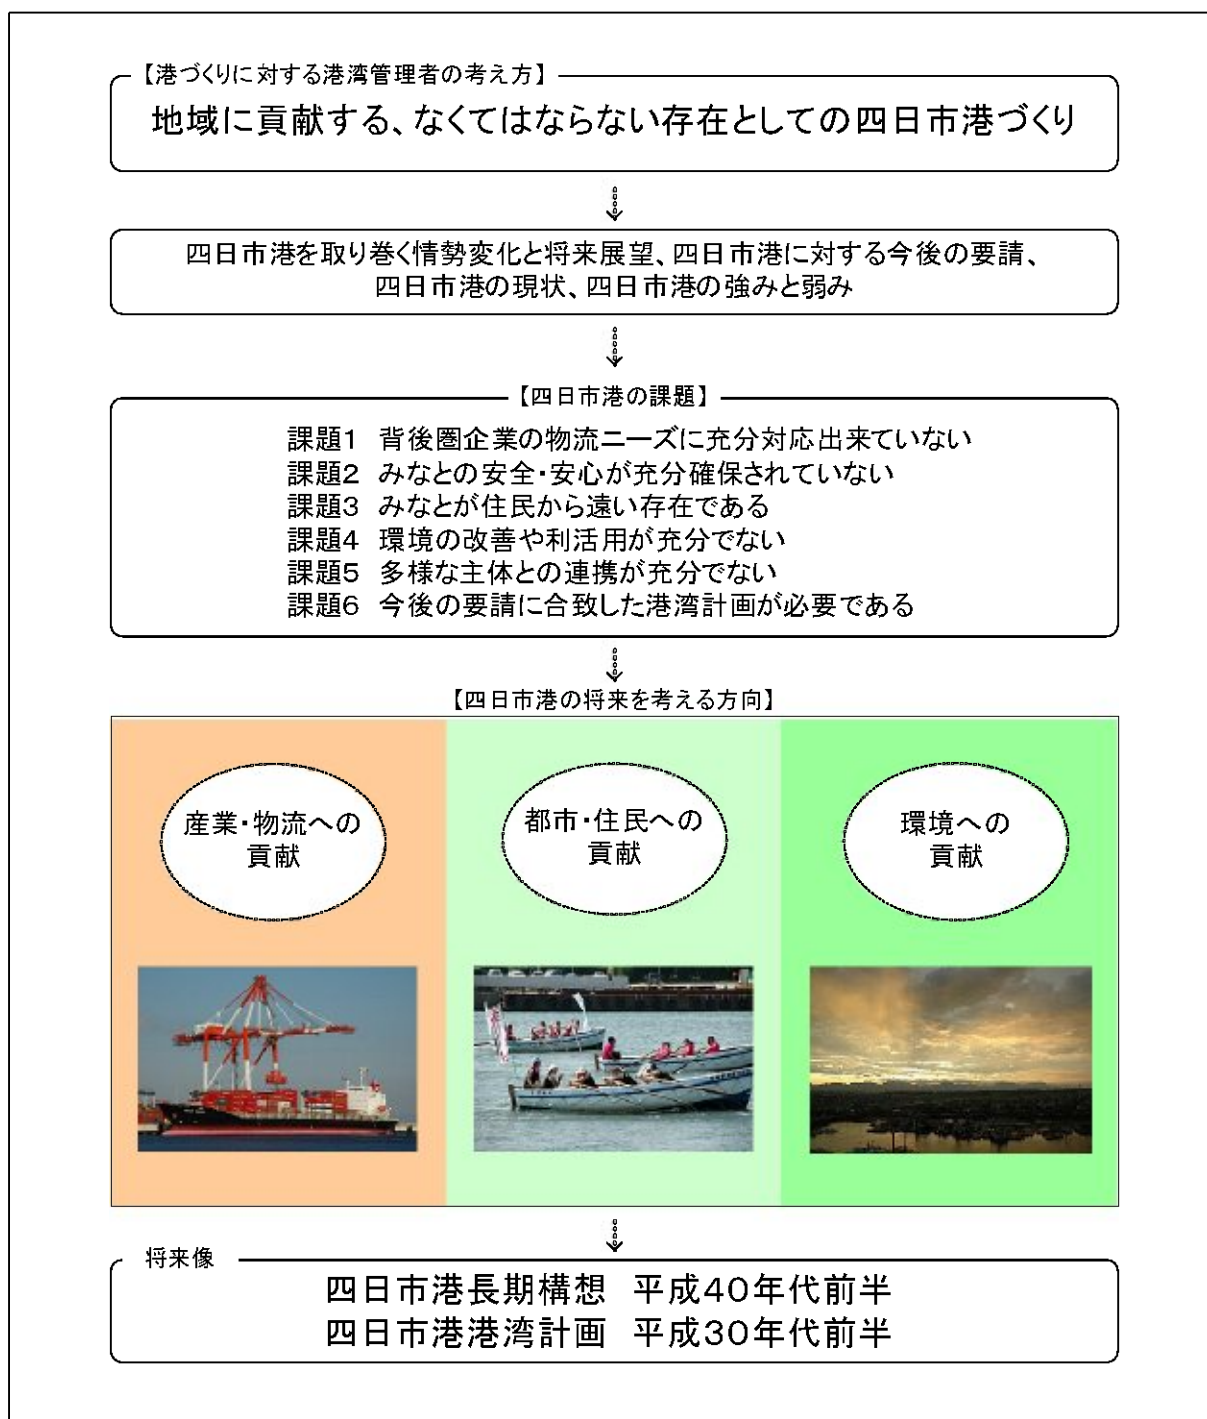 【港づくりに対する港湾管理者の考え方】
地域に貢献する、なくてはならない存在としての四日市港づくり
四日市港を取り巻く情勢変化と将来展望、四日市港に対する今後の要請、
四日市港の現状、四日市港の強みと弱み
【四日市港の課題】
課題1 背後圏企業の物流ニーズに充分対応出来ていない
課題2 みなとの安全・安心が充分確保されていない
課題3 みなとが住民から遠い存在である
課題4 環境の改善や利活用が充分でない
課題5 多様な主体との連携が充分でない
課題6 今後の要請に合致した港湾計画が必要である
【四日市港の将来を考える方向】
産業・物流への
貢献
都市・住民への
貢献
環境への
貢献
将来像
四日市港長期構想 平成40年代前半
四日市港港湾計画 平成30年代前半